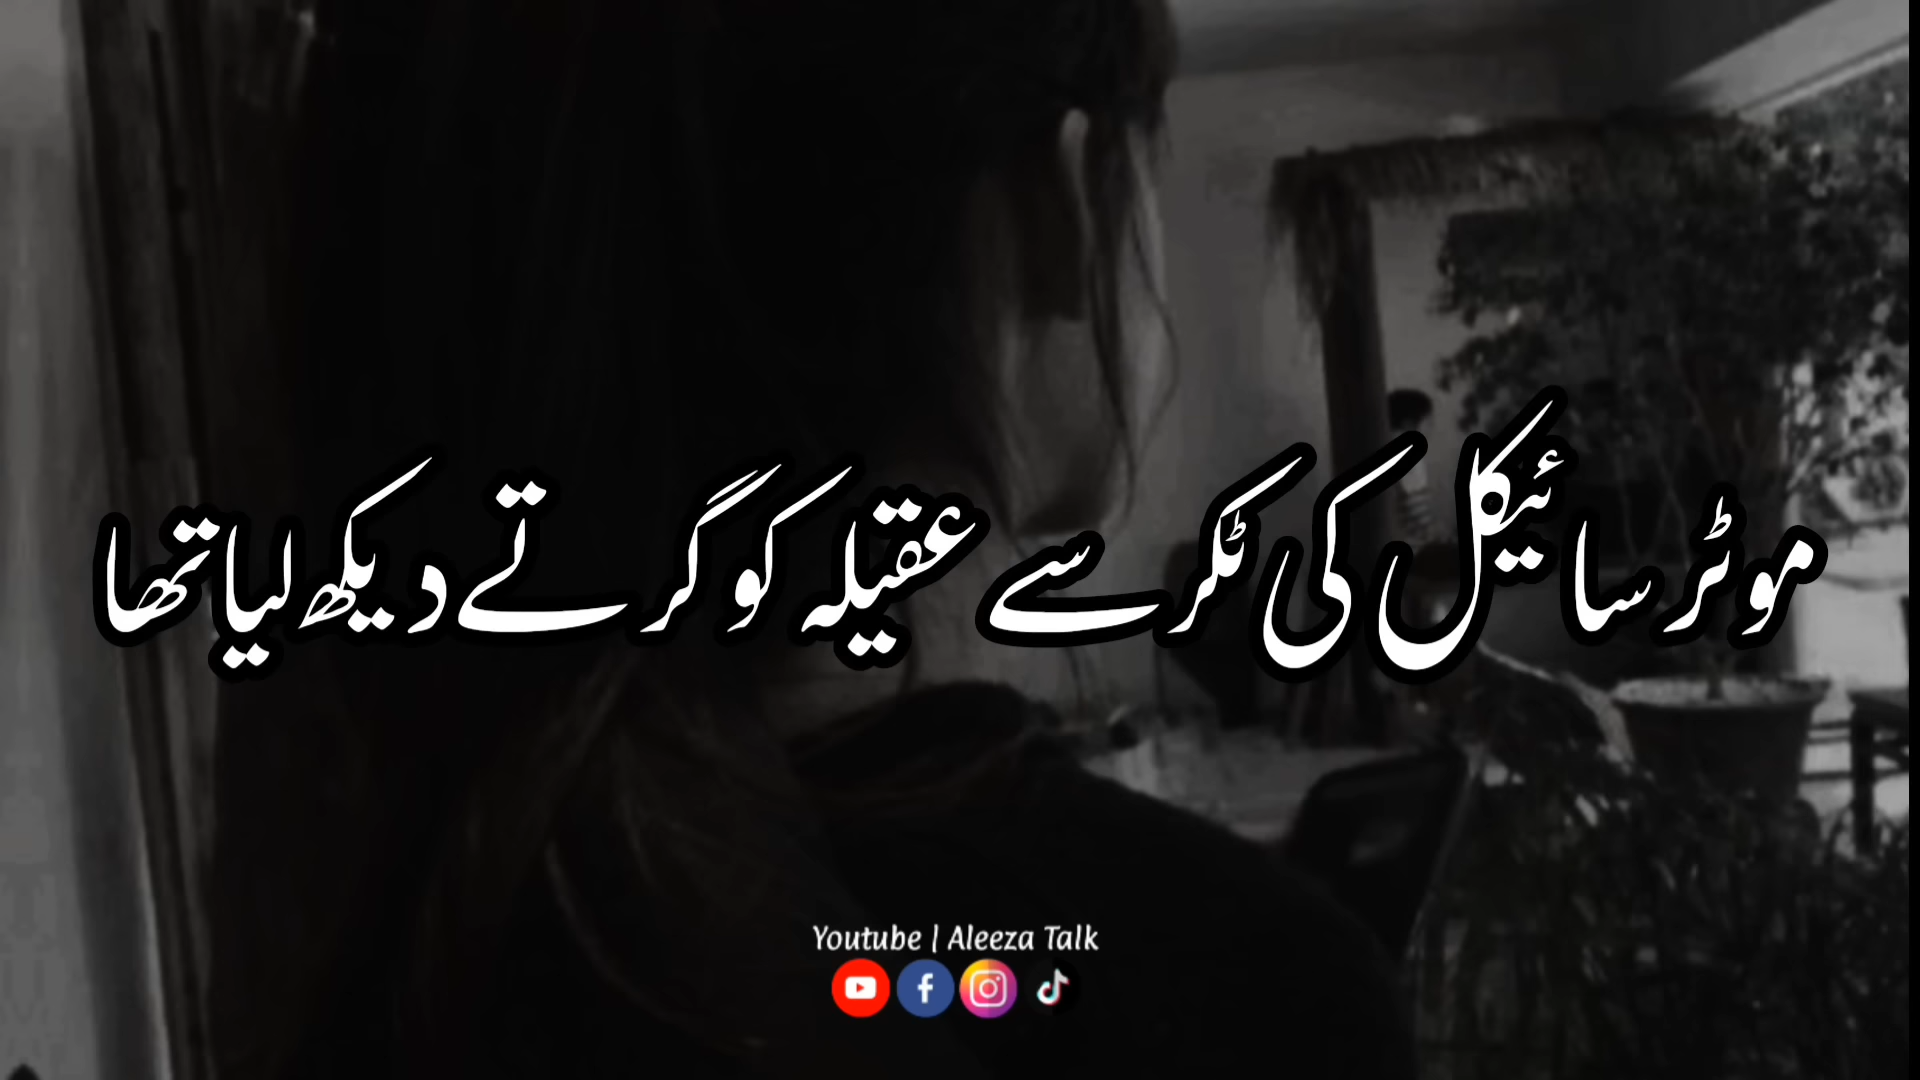 موٹر سائیکل کی ٹکر سے عقیلہ کو گرتے دیکھ لیا تھا
Youtube | Aleeza Talk